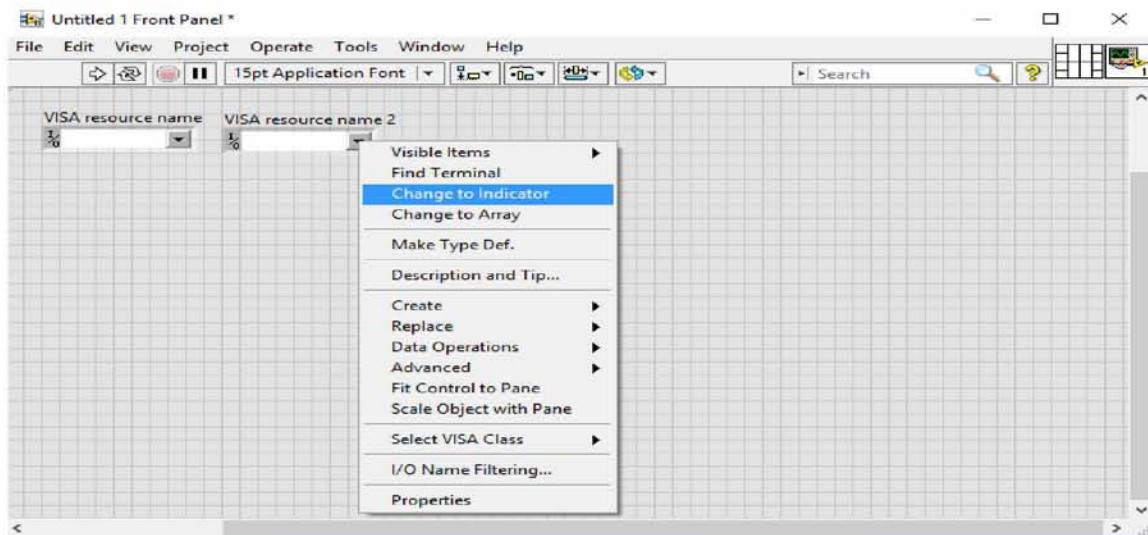 Untitled 1 Front Panel *
File Edit View Project Operate Tools Window Help
15pt Application Font Search
VISA resource name VISA resource name 2
Visible Items
Find Terminal
Change to Indicator
Change to Array
Make Type Def.
Description and Tip...
Create
Replace
Data Operations
Advanced
Fit Control to Pane
Scale Object with Pane
Select VISA Class
I/O Name Filtering...
Properties